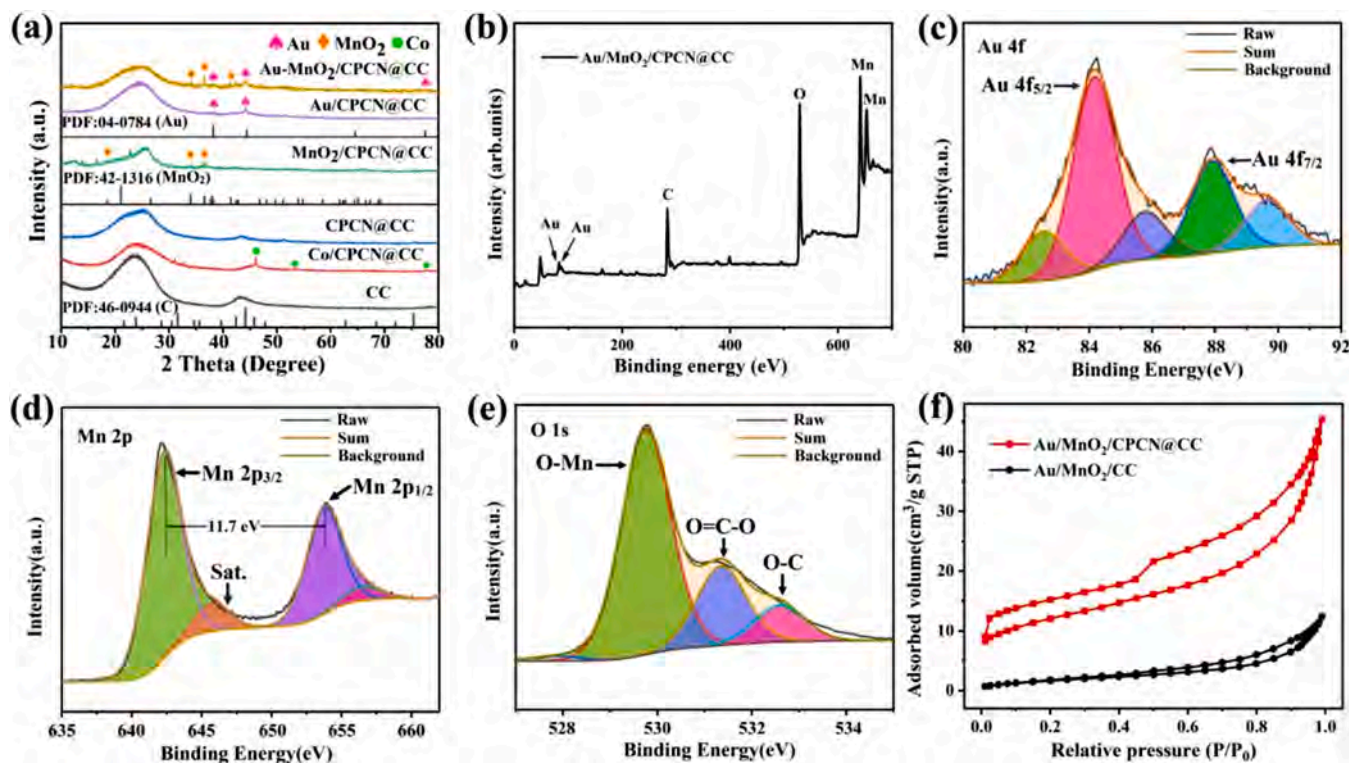 (a)
Au MnO₂ Co
Au-MnO₂/CPCN@CC
Au/CPCN@CC
PDF:04-0784 (Au)
MnO₂/CPCN@CC
PDF:42-1316 (MnO₂)
CPCN@CC
Co/CPCN@CC
CC
PDF:46-0944 (C)
Intensity (a.u.)
10 20 30 40 50 60 70 80
2 Theta (Degree)
(b)
Au/MnO₂/CPCN@CC
Mn
Mn
O
C
Au Au
Intensity (arb.units)
0 200 400 600
Binding energy (eV)
(c)
Au 4f
Raw
Sum
Background
Au 4f5/2
Au 4f7/2
Intensity(a.u.)
80 82 84 86 88 90 92
Binding Energy(eV)
(d)
Mn 2p
Raw
Sum
Background
Mn 2p3/2
Mn 2p1/2
11.7 eV
Sat.
Intensity(a.u.)
635 640 645 650 655 660
Binding Energy(eV)
(e)
O 1s
Raw
Sum
Background
O-Mn
O=C-O
O-C
Intensity(a.u.)
528 530 532 534
Binding Energy(eV)
(f)
Au/MnO₂/CPCN@CC
Au/MnO₂/CC
Adsorbed volume(cm³/g STP)
50
40
30
20
10
0
0.0 0.2 0.4 0.6 0.8 1.0
Relative pressure (P/P₀)